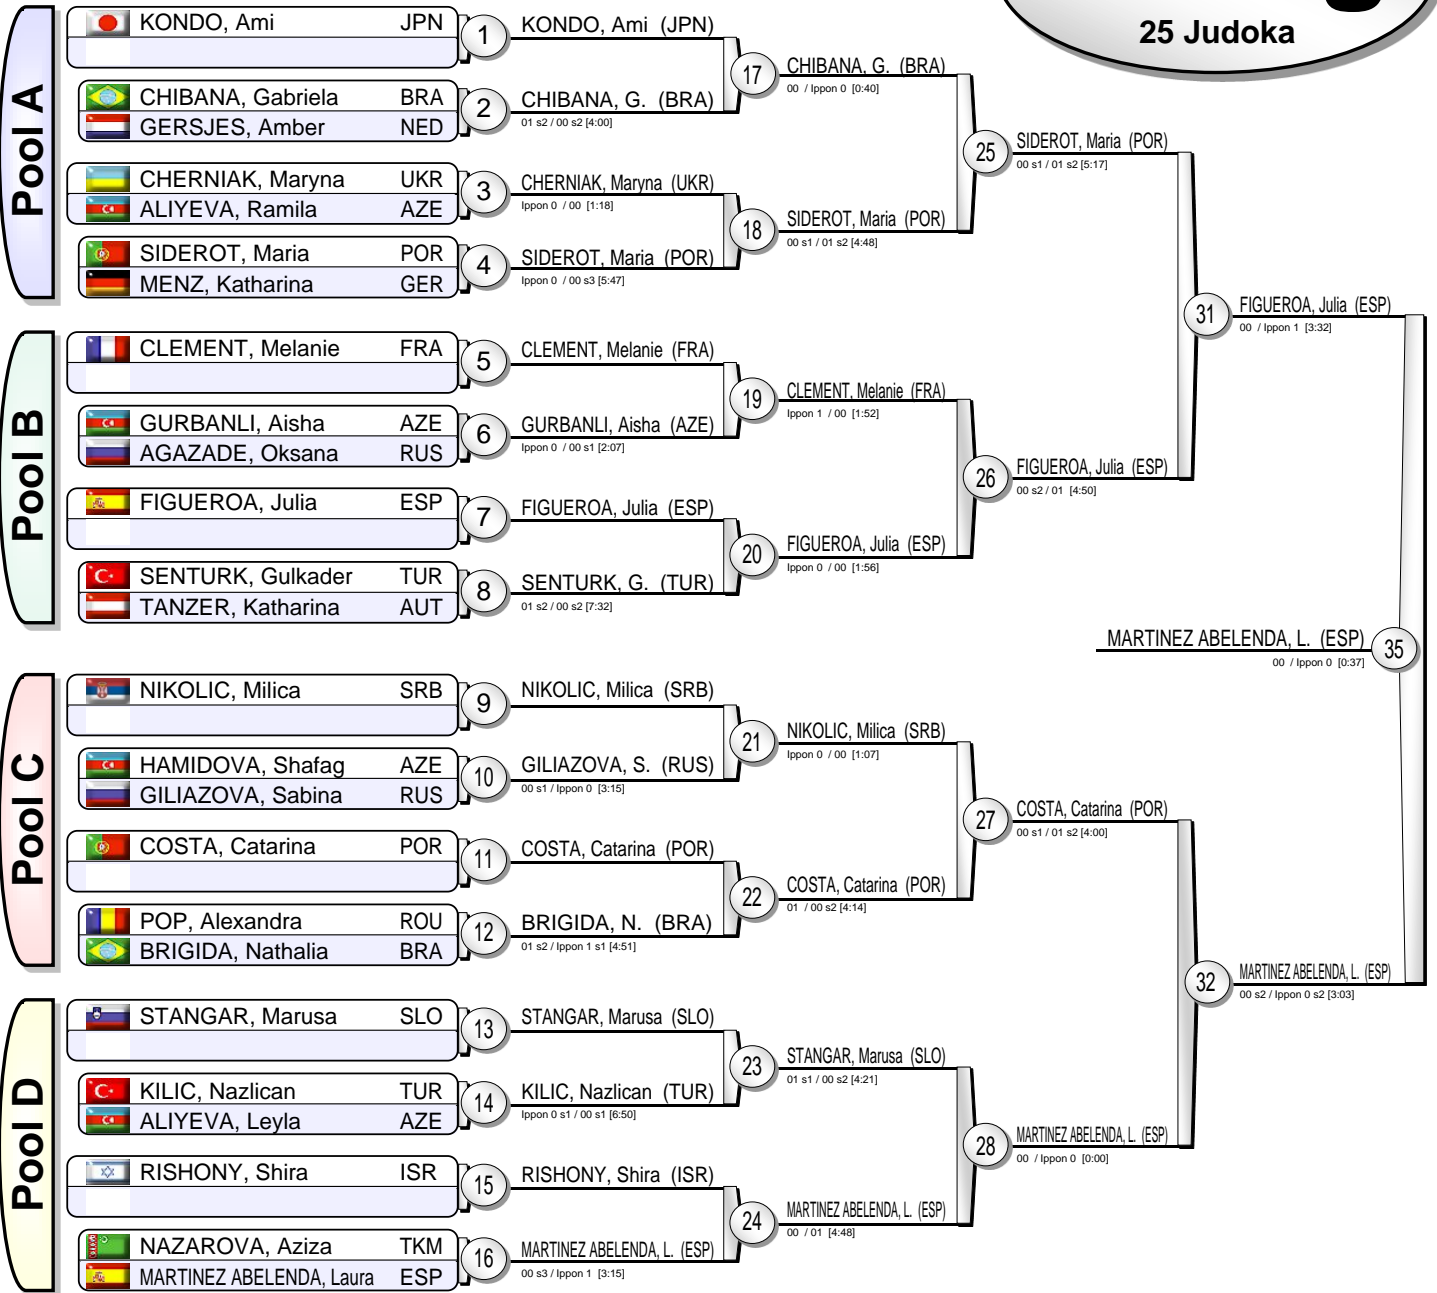 25 Judoka
Pool A
KONDO, Ami JPN
1
KONDO, Ami (JPN)
CHIBANA, Gabriela BRA
GERSJES, Amber NED
2
CHIBANA, G. (BRA)
01 s2 / 00 s2 [4:00]
17
CHIBANA, G. (BRA)
00 / Ippon 0 [0:40]
CHERNIAK, Maryna UKR
ALIYEVA, Ramila AZE
3
CHERNIAK, Maryna (UKR)
Ippon 0 / 00 [1:18]
SIDEROT, Maria POR
MENZ, Katharina GER
4
SIDEROT, Maria (POR)
Ippon 0 / 00 s3 [5:47]
18
SIDEROT, Maria (POR)
00 s1 / 01 s2 [4:48]
25
SIDEROT, Maria (POR)
00 s1 / 01 s2 [5:17]
Pool B
CLEMENT, Melanie FRA
5
CLEMENT, Melanie (FRA)
GURBANLI, Aisha AZE
AGAZADE, Oksana RUS
6
GURBANLI, Aisha (AZE)
Ippon 0 / 00 s1 [2:07]
19
CLEMENT, Melanie (FRA)
Ippon 1 / 00 [1:52]
FIGUEROA, Julia ESP
7
FIGUEROA, Julia (ESP)
SENTURK, Gulkader TUR
TANZER, Katharina AUT
8
SENTURK, G. (TUR)
01 s2 / 00 s2 [7:32]
20
FIGUEROA, Julia (ESP)
Ippon 0 / 00 [1:56]
26
FIGUEROA, Julia (ESP)
00 s2 / 01 [4:50]
31
FIGUEROA, Julia (ESP)
00 / Ippon 1 [3:32]
MARTINEZ ABELENDA, L. (ESP)
00 / Ippon 0 [0:37]
35
Pool C
NIKOLIC, Milica SRB
9
NIKOLIC, Milica (SRB)
HAMIDOVA, Shafag AZE
GILIAZOVA, Sabina RUS
10
GILIAZOVA, S. (RUS)
00 s1 / Ippon 0 [3:15]
21
NIKOLIC, Milica (SRB)
Ippon 0 / 00 [1:07]
COSTA, Catarina POR
11
COSTA, Catarina (POR)
POP, Alexandra ROU
BRIGIDA, Nathalia BRA
12
BRIGIDA, N. (BRA)
01 s2 / Ippon 1 s1 [4:51]
22
COSTA, Catarina (POR)
01 / 00 s2 [4:14]
27
COSTA, Catarina (POR)
00 s1 / 01 s2 [4:00]
Pool D
STANGAR, Marusa SLO
13
STANGAR, Marusa (SLO)
KILIC, Nazlican TUR
ALIYEVA, Leyla AZE
14
KILIC, Nazlican (TUR)
Ippon 0 s1 / 00 s1 [6:50]
23
STANGAR, Marusa (SLO)
01 s1 / 00 s2 [4:21]
RISHONY, Shira ISR
15
RISHONY, Shira (ISR)
NAZAROVA, Aziza TKM
MARTINEZ ABELENDA, Laura ESP
16
MARTINEZ ABELENDA, L. (ESP)
00 s3 / Ippon 1 [3:15]
24
MARTINEZ ABELENDA, L. (ESP)
00 / 01 [4:48]
28
MARTINEZ ABELENDA, L. (ESP)
00 / Ippon 0 [0:00]
32
MARTINEZ ABELENDA, L. (ESP)
00 s2 / Ippon 0 s2 [3:03]